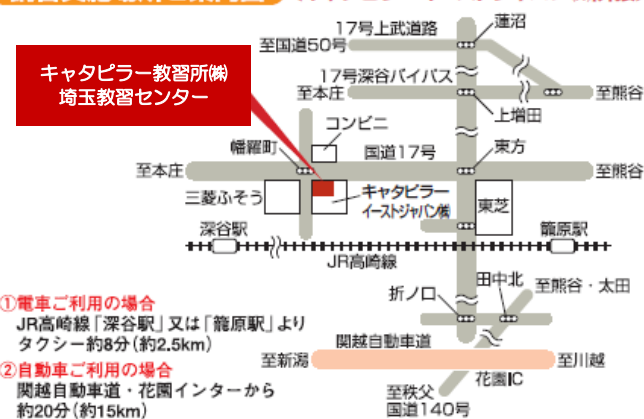 17号上武道路
蓮沼
至国道50号
キャタピラー教習所㈱
埼玉教習センター
17号深谷バイパス
至本庄
至熊谷
上増田
コンビニ
幡羅町
国道17号
東方
至本庄
至熊谷
三菱ふそう
キャタピラー
イーストジャパン㈱
東芝
深谷駅
籠原駅
JR高崎線
田中北
折ノ口
至熊谷・太田
①電車ご利用の場合
JR高崎線「深谷駅」又は「籠原駅」より
タクシー約8分(約2.5km)
関越自動車道
至新潟
至川越
②自動車ご利用の場合
関越自動車道・花園インターから
約20分(約15km)
花園IC
至秩父
国道140号